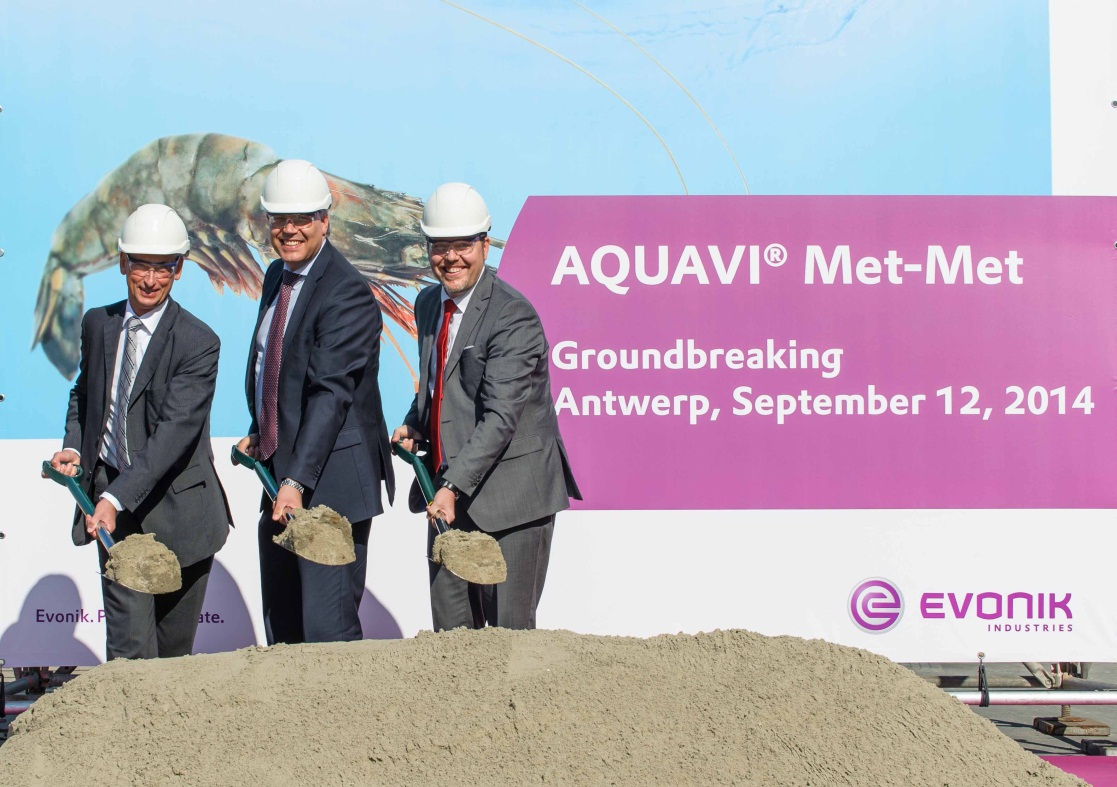 AQUAVI® Met-Met
Groundbreaking
Antwerp, September 12, 2014
Evonik.
EVONIK
INDUSTRIES